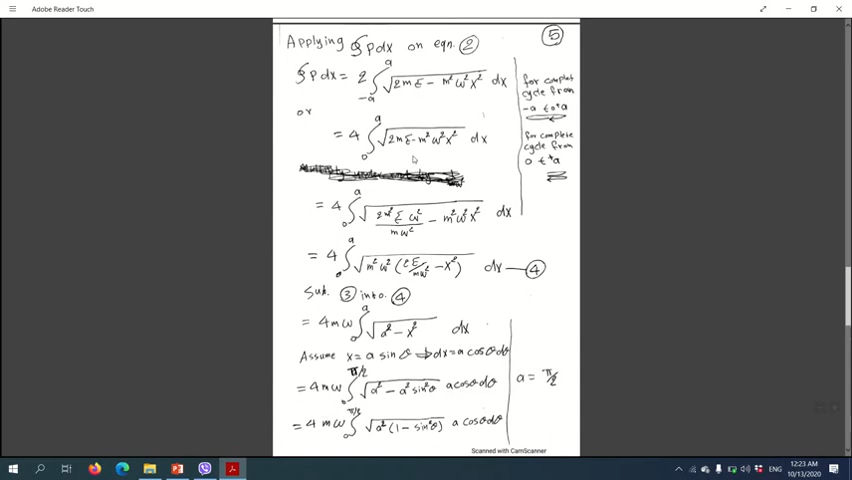 Adobe Reader Touch
5
Applying ∮pdx on eqn. 2
∮pdx = 2 ∫_{-a}^{a} √(2mE − m²ω²x²) dx
for complet
cycle from
-a to +a
or
= 4 ∫_0^a √(2mE − m²ω²x²) dx
for complete
cycle from
0 to +a
= 4 ∫_0^a √(2m²Eω²/mω² − m²ω²x²) dx
= 4 ∫_0^a √(m²ω²(2E/mω² − x²)) dx — 4
Sub. 3 into. 4
= 4mω ∫_0^a √(a² − x²) dx
Assume x = a sin θ ⇒ dx = a cosθ dθ
= 4mω ∫_0^{π/2} √(a² − a² sin²θ) a cosθ dθ
a = π/2
= 4mω ∫_0^{π/2} √(a²(1 − sin²θ)) a cosθ dθ
Scanned with CamScanner
ENG
12:23 AM
10/13/2020